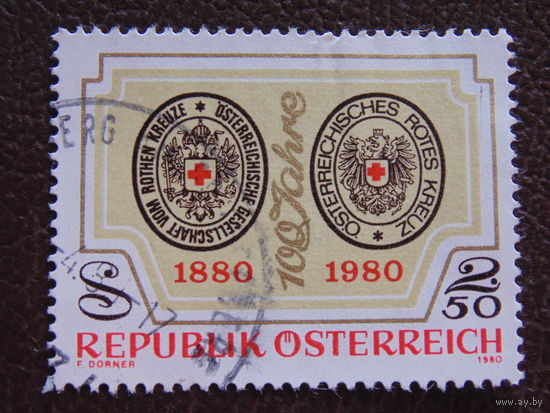 ÖSTERREICHISCHE GESELLSCHAFT VOM ROTHEN KREUZE
100 Jahre
ÖSTERREICHISCHES ROTES KREUZ
1880
1980
S 2 50
REPUBLIK ÖSTERREICH
F. DORNER
1980
BERG
www.ay.by